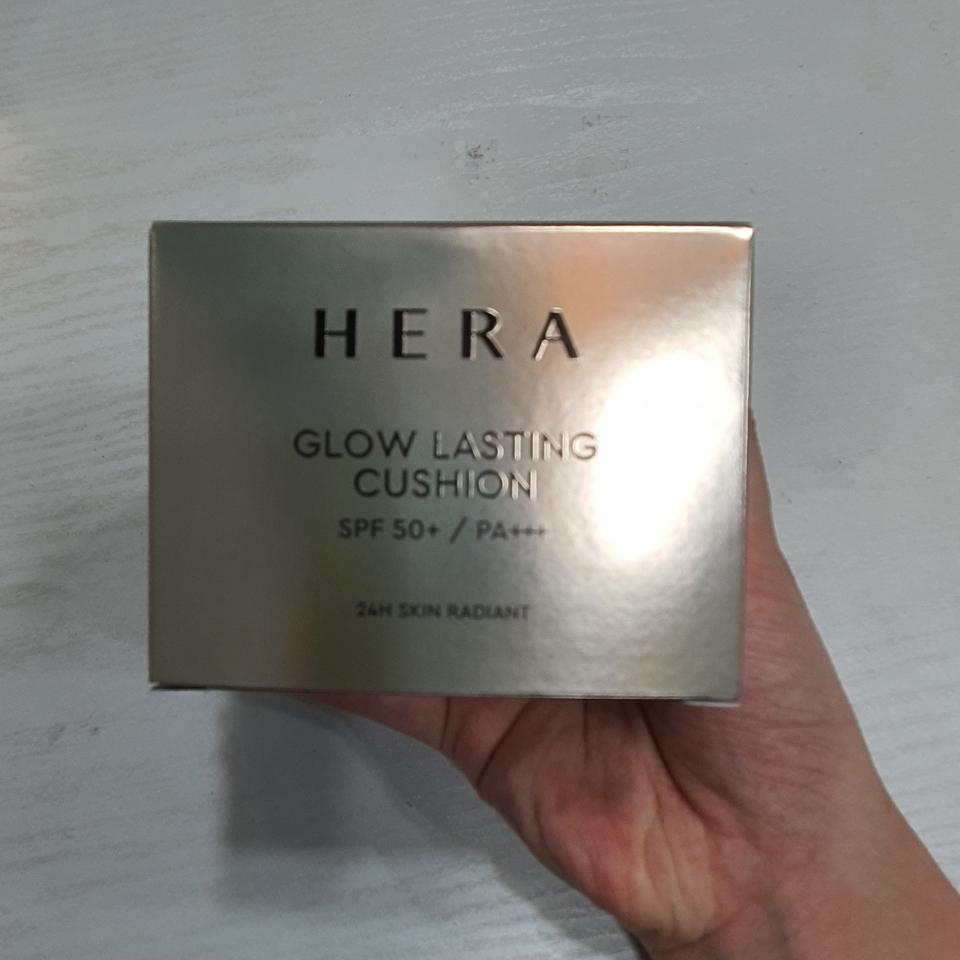 HERA
GLOW LASTING
CUSHION
SPF 50+ / PA+++
24H SKIN RADIANT